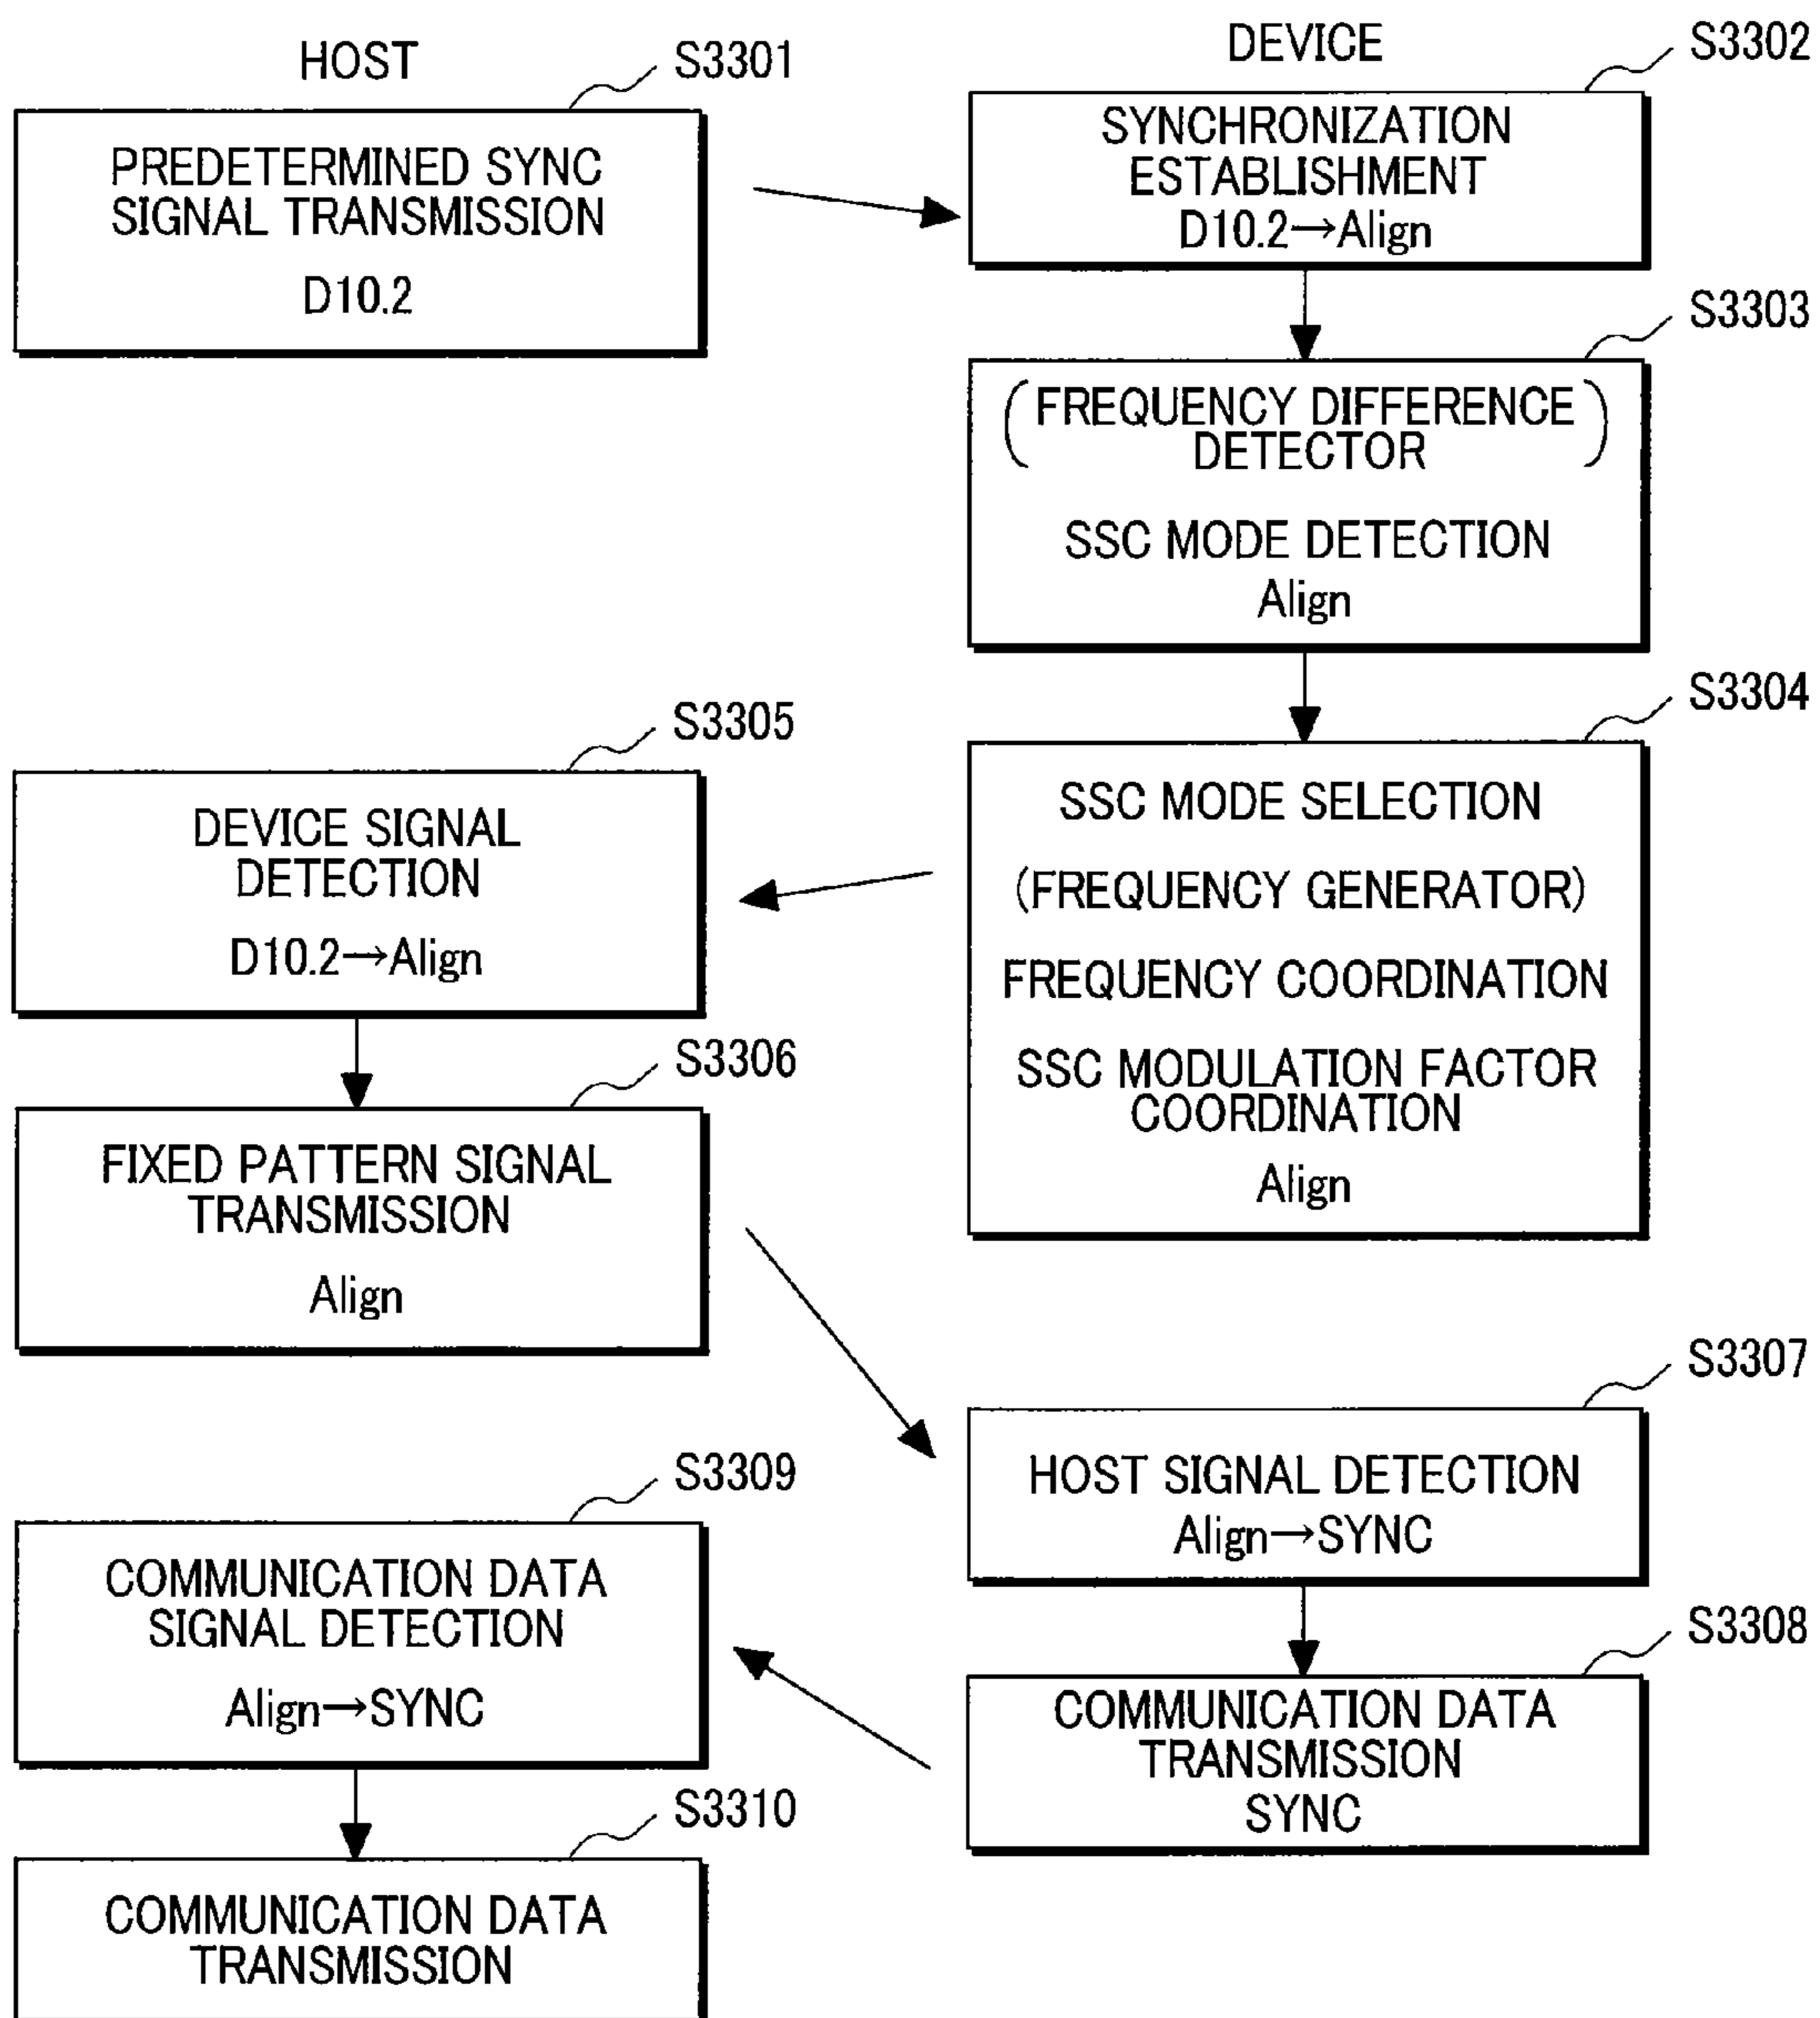 HOST
S3301
PREDETERMINED SYNC
SIGNAL TRANSMISSION
D10.2
DEVICE
S3302
SYNCHRONIZATION
ESTABLISHMENT
D10.2→Align
S3303
(FREQUENCY DIFFERENCE
DETECTOR)
SSC MODE DETECTION
Align
S3304
SSC MODE SELECTION
(FREQUENCY GENERATOR)
FREQUENCY COORDINATION
SSC MODULATION FACTOR
COORDINATION
Align
S3305
DEVICE SIGNAL
DETECTION
D10.2→Align
S3306
FIXED PATTERN SIGNAL
TRANSMISSION
Align
S3307
HOST SIGNAL DETECTION
Align→SYNC
S3308
COMMUNICATION DATA
TRANSMISSION
SYNC
S3309
COMMUNICATION DATA
SIGNAL DETECTION
Align→SYNC
S3310
COMMUNICATION DATA
TRANSMISSION